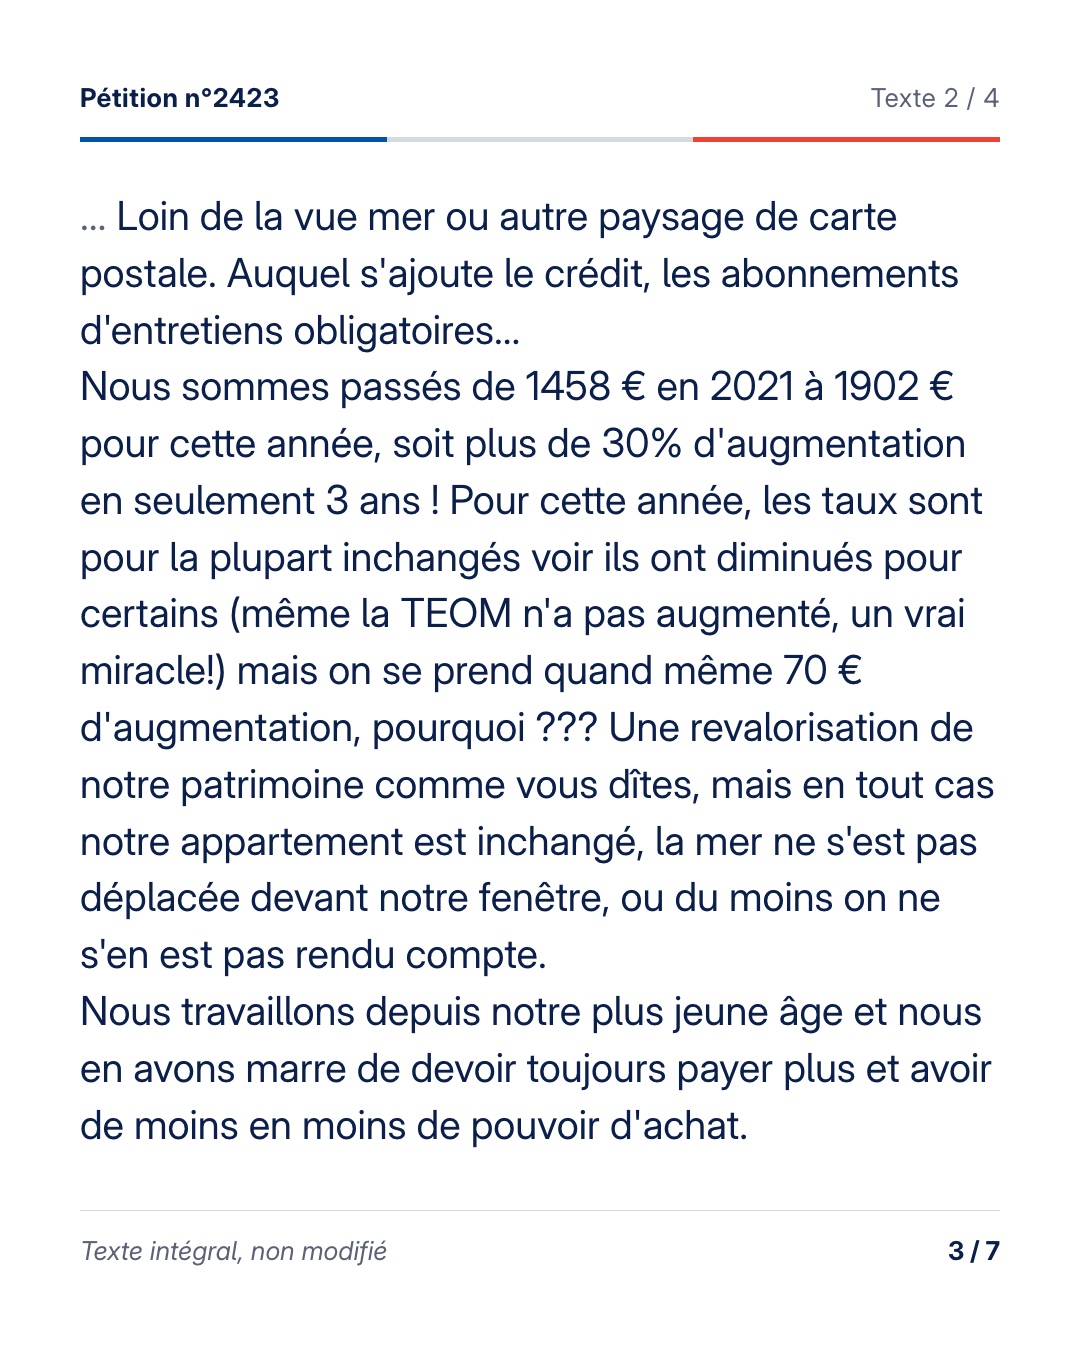 Pétition n°2423
Texte 2 / 4
... Loin de la vue mer ou autre paysage de carte
postale. Auquel s'ajoute le crédit, les abonnements
d'entretiens obligatoires...
Nous sommes passés de 1458 € en 2021 à 1902 €
pour cette année, soit plus de 30% d'augmentation
en seulement 3 ans ! Pour cette année, les taux sont
pour la plupart inchangés voir ils ont diminués pour
certains (même la TEOM n'a pas augmenté, un vrai
miracle!) mais on se prend quand même 70 €
d'augmentation, pourquoi ??? Une revalorisation de
notre patrimoine comme vous dîtes, mais en tout cas
notre appartement est inchangé, la mer ne s'est pas
déplacée devant notre fenêtre, ou du moins on ne
s'en est pas rendu compte.
Nous travaillons depuis notre plus jeune âge et nous
en avons marre de devoir toujours payer plus et avoir
de moins en moins de pouvoir d'achat.
Texte intégral, non modifié
3 / 7